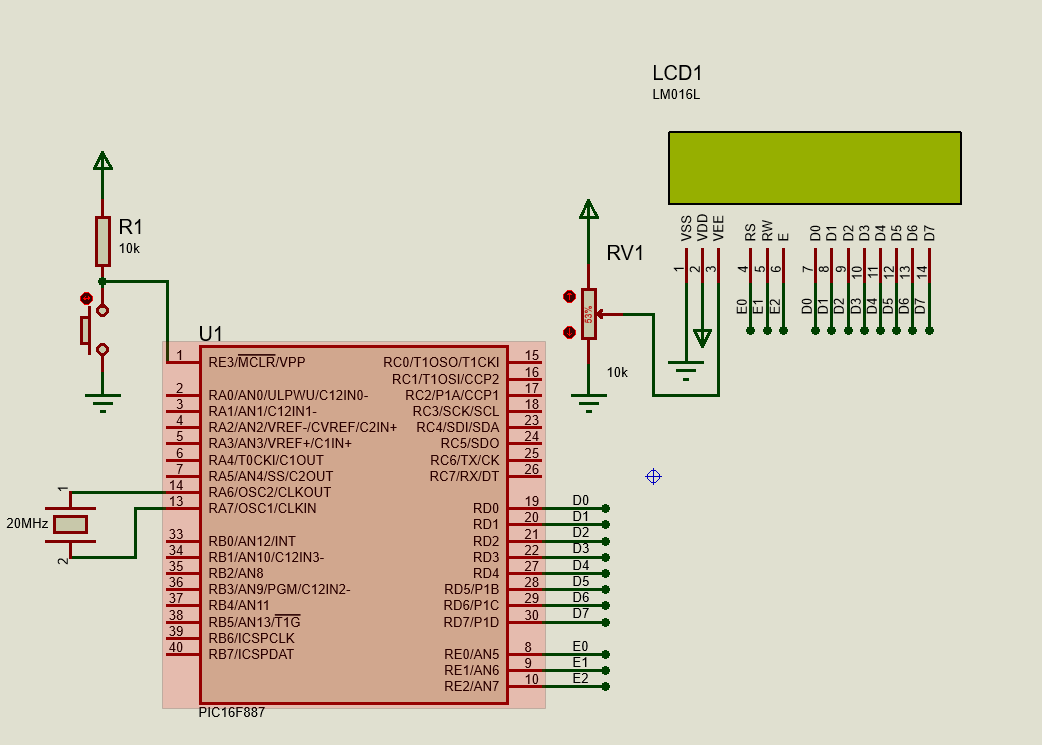 LCD1
LM016L
VSS
VDD
VEE
RS
RW
E
D0
D1
D2
D3
D4
D5
D6
D7
1
2
3
4
5
6
7
8
9
10
11
12
13
14
E0
E1
E2
D0
D1
D2
D3
D4
D5
D6
D7
R1
10k
RV1
53%
10k
20MHz
1
2
U1
1 RE3/MCLR/VPP
2 RA0/AN0/ULPWU/C12IN0-
3 RA1/AN1/C12IN1-
4 RA2/AN2/VREF-/CVREF/C2IN+
5 RA3/AN3/VREF+/C1IN+
6 RA4/T0CKI/C1OUT
7 RA5/AN4/SS/C2OUT
14 RA6/OSC2/CLKOUT
13 RA7/OSC1/CLKIN
33 RB0/AN12/INT
34 RB1/AN10/C12IN3-
35 RB2/AN8
36 RB3/AN9/PGM/C12IN2-
37 RB4/AN11
38 RB5/AN13/T1G
39 RB6/ICSPCLK
40 RB7/ICSPDAT
RC0/T1OSO/T1CKI 15
RC1/T1OSI/CCP2 16
RC2/P1A/CCP1 17
RC3/SCK/SCL 18
RC4/SDI/SDA 23
RC5/SDO 24
RC6/TX/CK 25
RC7/RX/DT 26
RD0 19 D0
RD1 20 D1
RD2 21 D2
RD3 22 D3
RD4 27 D4
RD5/P1B 28 D5
RD6/P1C 29 D6
RD7/P1D 30 D7
RE0/AN5 8 E0
RE1/AN6 9 E1
RE2/AN7 10 E2
PIC16F887